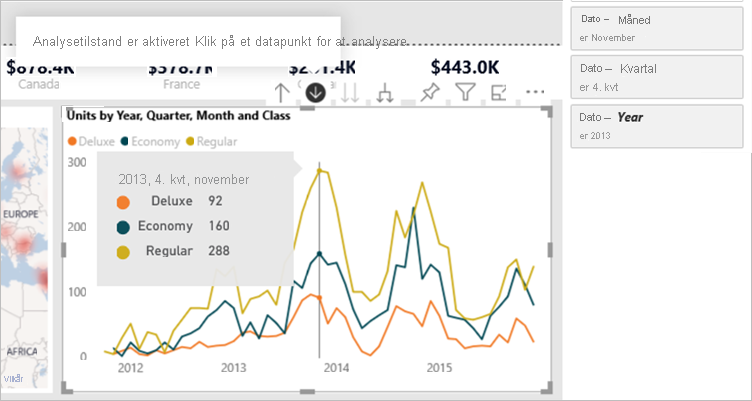 Analysetilstand er aktiveret Klik på et datapunkt for at analysere
$878.4K $378.7K $443.0K
Canada France
Units by Year, Quarter, Month and Class
Deluxe Economy Regular
300
200
100
0
2013, 4. kvt, november
Deluxe 92
Economy 160
Regular 288
2012 2013 2014 2015
EUROPE
AFRICA
Vilkår
Dato – Måned
er November
Dato – Kvartal
er 4. kvt
Dato – Year
er 2013